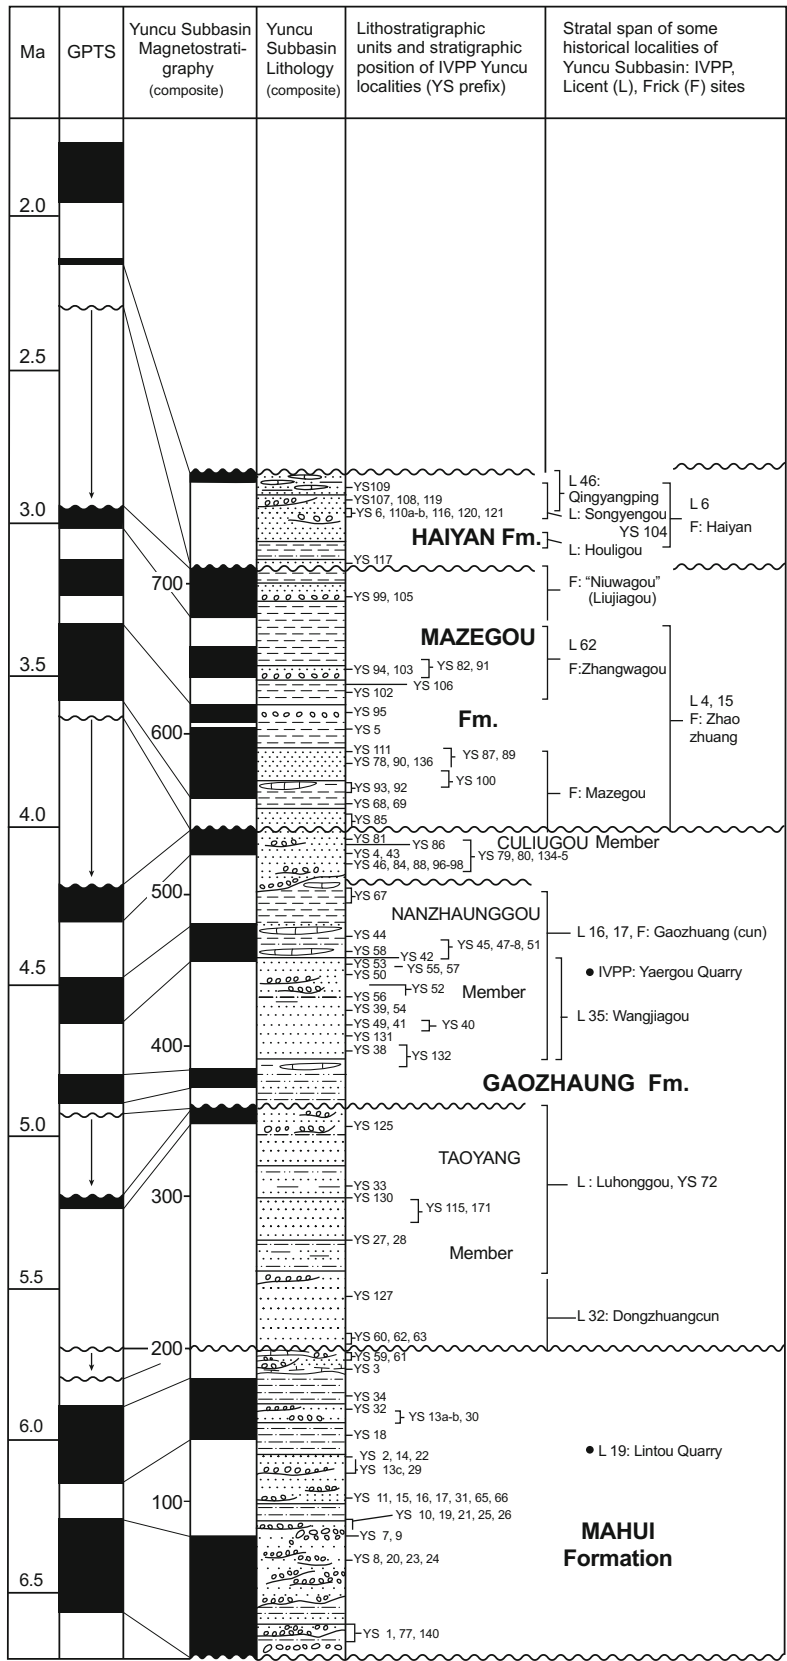 Ma
GPTS
Yuncu Subbasin
Magnetostrati-
graphy
(composite)
Yuncu
Subbasin
Lithology
(composite)
Lithostratigraphic
units and stratigraphic
position of IVPP Yuncu
localities (YS prefix)
Stratal span of some
historical localities of
Yuncu Subbasin: IVPP,
Licent (L), Frick (F) sites
2.0
2.5
3.0
3.5
4.0
4.5
5.0
5.5
6.0
6.5
700
600
500
400
300
200
100
YS109
YS107, 108, 119
YS 6, 110a-b, 116, 120, 121
HAIYAN Fm.
YS 117
L 46:
Qingyangping
L: Songyengou
YS 104
L: Houligou
L 6
F: Haiyan
YS 99, 105
F: “Niuwagou”
(Liujiagou)
MAZEGOU
YS 94, 103
YS 82, 91
YS 106
YS 102
YS 95
YS 5
Fm.
L 62
F:Zhangwagou
L 4, 15
F: Zhao
zhuang
YS 111
YS 78, 90, 136
YS 87, 89
YS 100
YS 93, 92
YS 68, 69
YS 85
F: Mazegou
YS 81
YS 86
CULIUGOU Member
YS 4, 43
YS 79, 80, 134-5
YS 46, 84, 88, 96-98
YS 67
NANZHAUNGGOU
YS 44
YS 45, 47-8, 51
YS 58
YS 42
YS 53
YS 55, 57
YS 50
YS 52
Member
YS 56
YS 39, 54
YS 49, 41
YS 40
YS 131
YS 38
YS 132
L 16, 17, F: Gaozhuang (cun)
IVPP: Yaergou Quarry
L 35: Wangjiagou
GAOZHAUNG Fm.
YS 125
TAOYANG
YS 33
YS 130
YS 115, 171
YS 27, 28
Member
L : Luhonggou, YS 72
YS 127
YS 60, 62, 63
L 32: Dongzhuangcun
YS 59, 61
YS 3
YS 34
YS 32
YS 13a-b, 30
YS 18
YS 2, 14, 22
YS 13c, 29
L 19: Lintou Quarry
YS 11, 15, 16, 17, 31, 65, 66
YS 10, 19, 21, 25, 26
YS 7, 9
YS 8, 20, 23, 24
MAHUI
Formation
YS 1, 77, 140